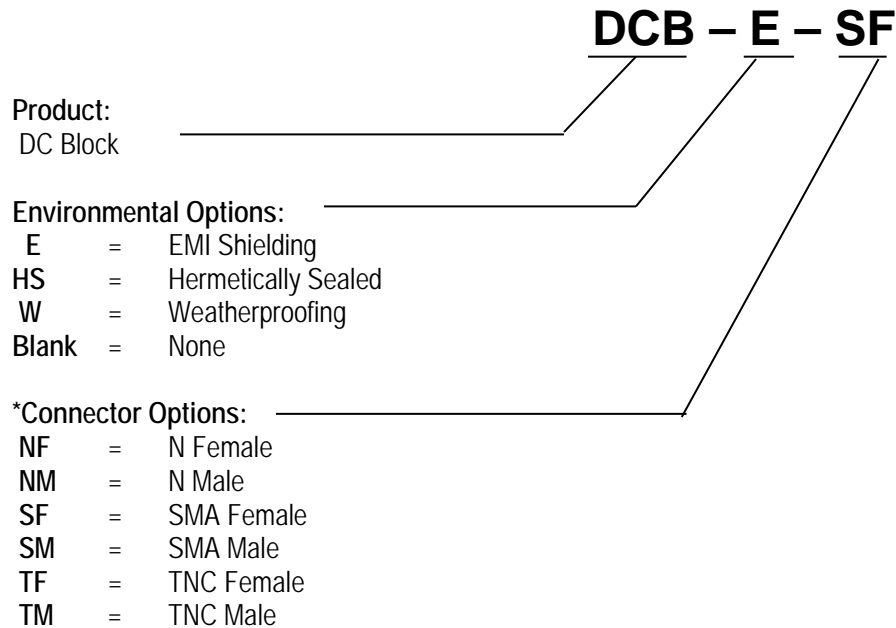 DCB – E – SF
Product:
DC Block
Environmental Options:
E = EMI Shielding
HS = Hermetically Sealed
W = Weatherproofing
Blank = None
*Connector Options:
NF = N Female
NM = N Male
SF = SMA Female
SM = SMA Male
TF = TNC Female
TM = TNC Male